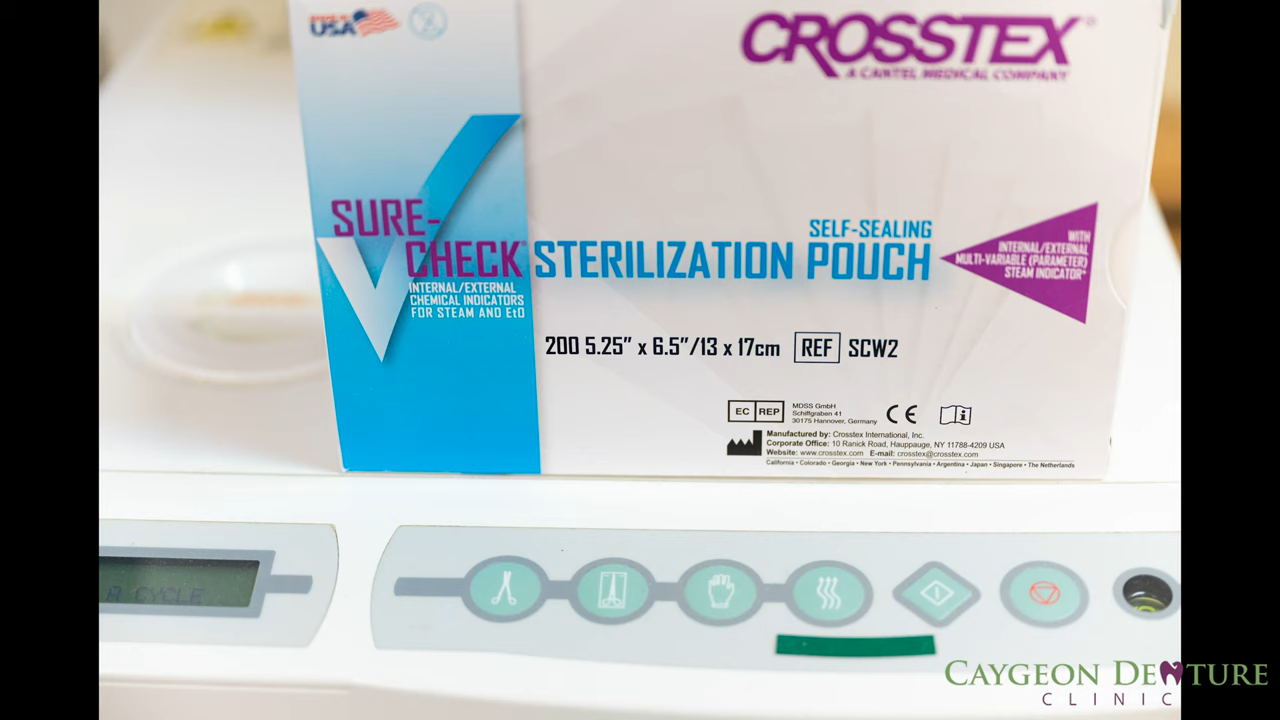 MADE IN
USA
CROSSTEX®
A CANTEL MEDICAL COMPANY
SURE-
CHECK®
INTERNAL/EXTERNAL
CHEMICAL INDICATORS
FOR STEAM AND EtO
SELF-SEALING
STERILIZATION POUCH
WITH
INTERNAL/EXTERNAL
MULTI-VARIABLE (PARAMETER)
STEAM INDICATOR*
200 5.25” x 6.5”/13 x 17cm REF SCW2
EC REP
MDSS GmbH
Schiffgraben 41
30175 Hannover, Germany
CE
Manufactured by: Crosstex International, Inc.
Corporate Office: 10 Ranick Road, Hauppauge, NY 11788-4209 USA
Website: www.crosstex.com E-mail: crosstex@crosstex.com
California • Colorado • Georgia • New York • Pennsylvania • Argentina • Japan • Singapore • The Netherlands
A CYCLE
CAYGEON DENTURE
CLINIC